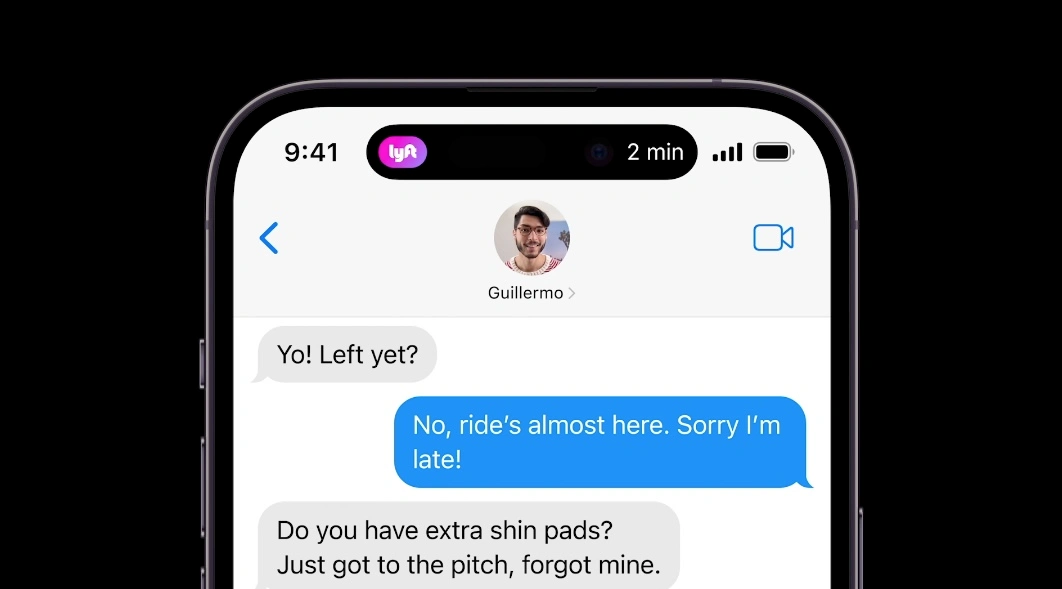 9:41
lyft
2 min
Guillermo
Yo! Left yet?
No, ride’s almost here. Sorry I’m
late!
Do you have extra shin pads?
Just got to the pitch, forgot mine.